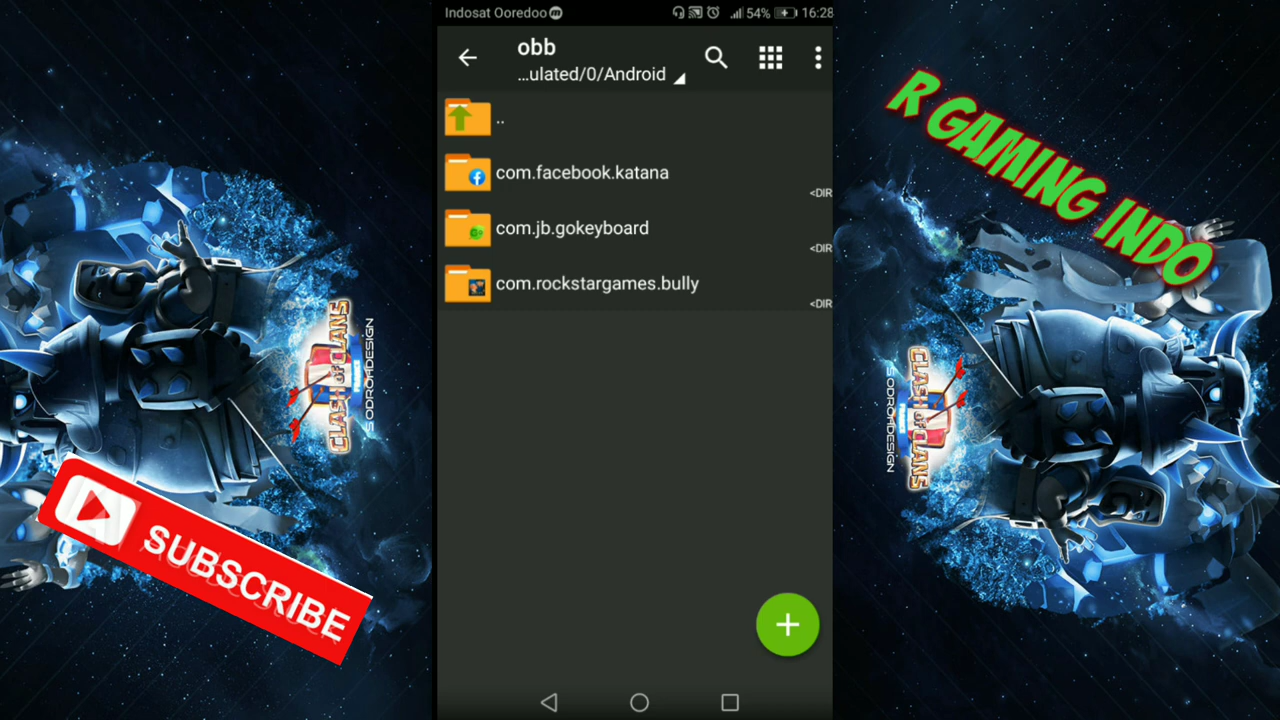 Indosat Ooredoo
54%
16:28
obb
...ulated/0/Android
..
com.facebook.katana
<DIR
com.jb.gokeyboard
<DIR
com.rockstargames.bully
<DIR
R GAMING INDO
CLASH of CLANS
SODROHDESIGN
CLASH of CLANS
SODROHDESIGN
SUBSCRIBE